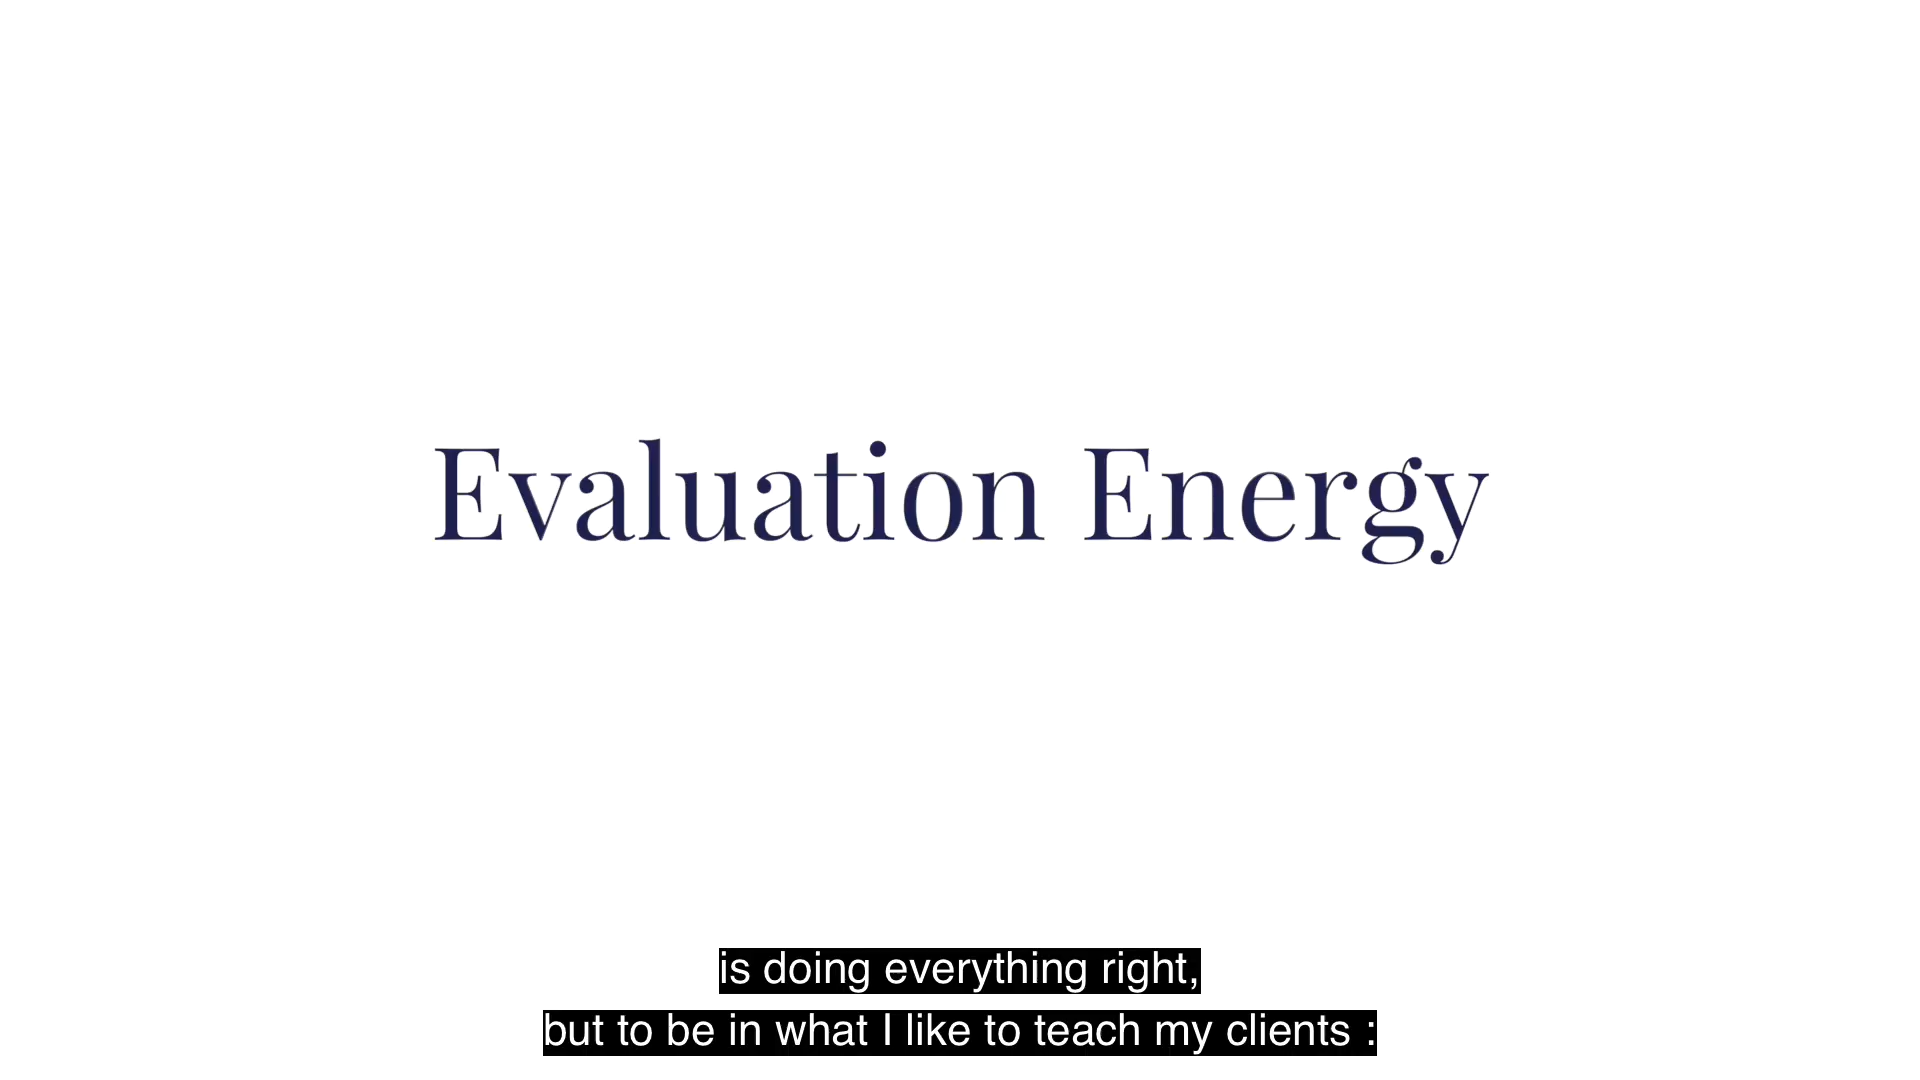 Evaluation Energy
is doing everything right,
but to be in what I like to teach my clients :